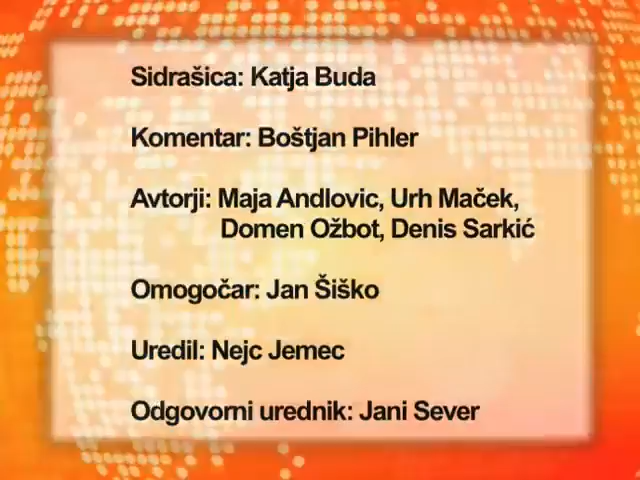 Sidrašica: Katja Buda
Komentar: Boštjan Pihler
Avtorji: Maja Andlovic, Urh Maček,
Domen Ožbot, Denis Sarkić
Omogočar: Jan Šiško
Uredil: Nejc Jemec
Odgovorni urednik: Jani Sever